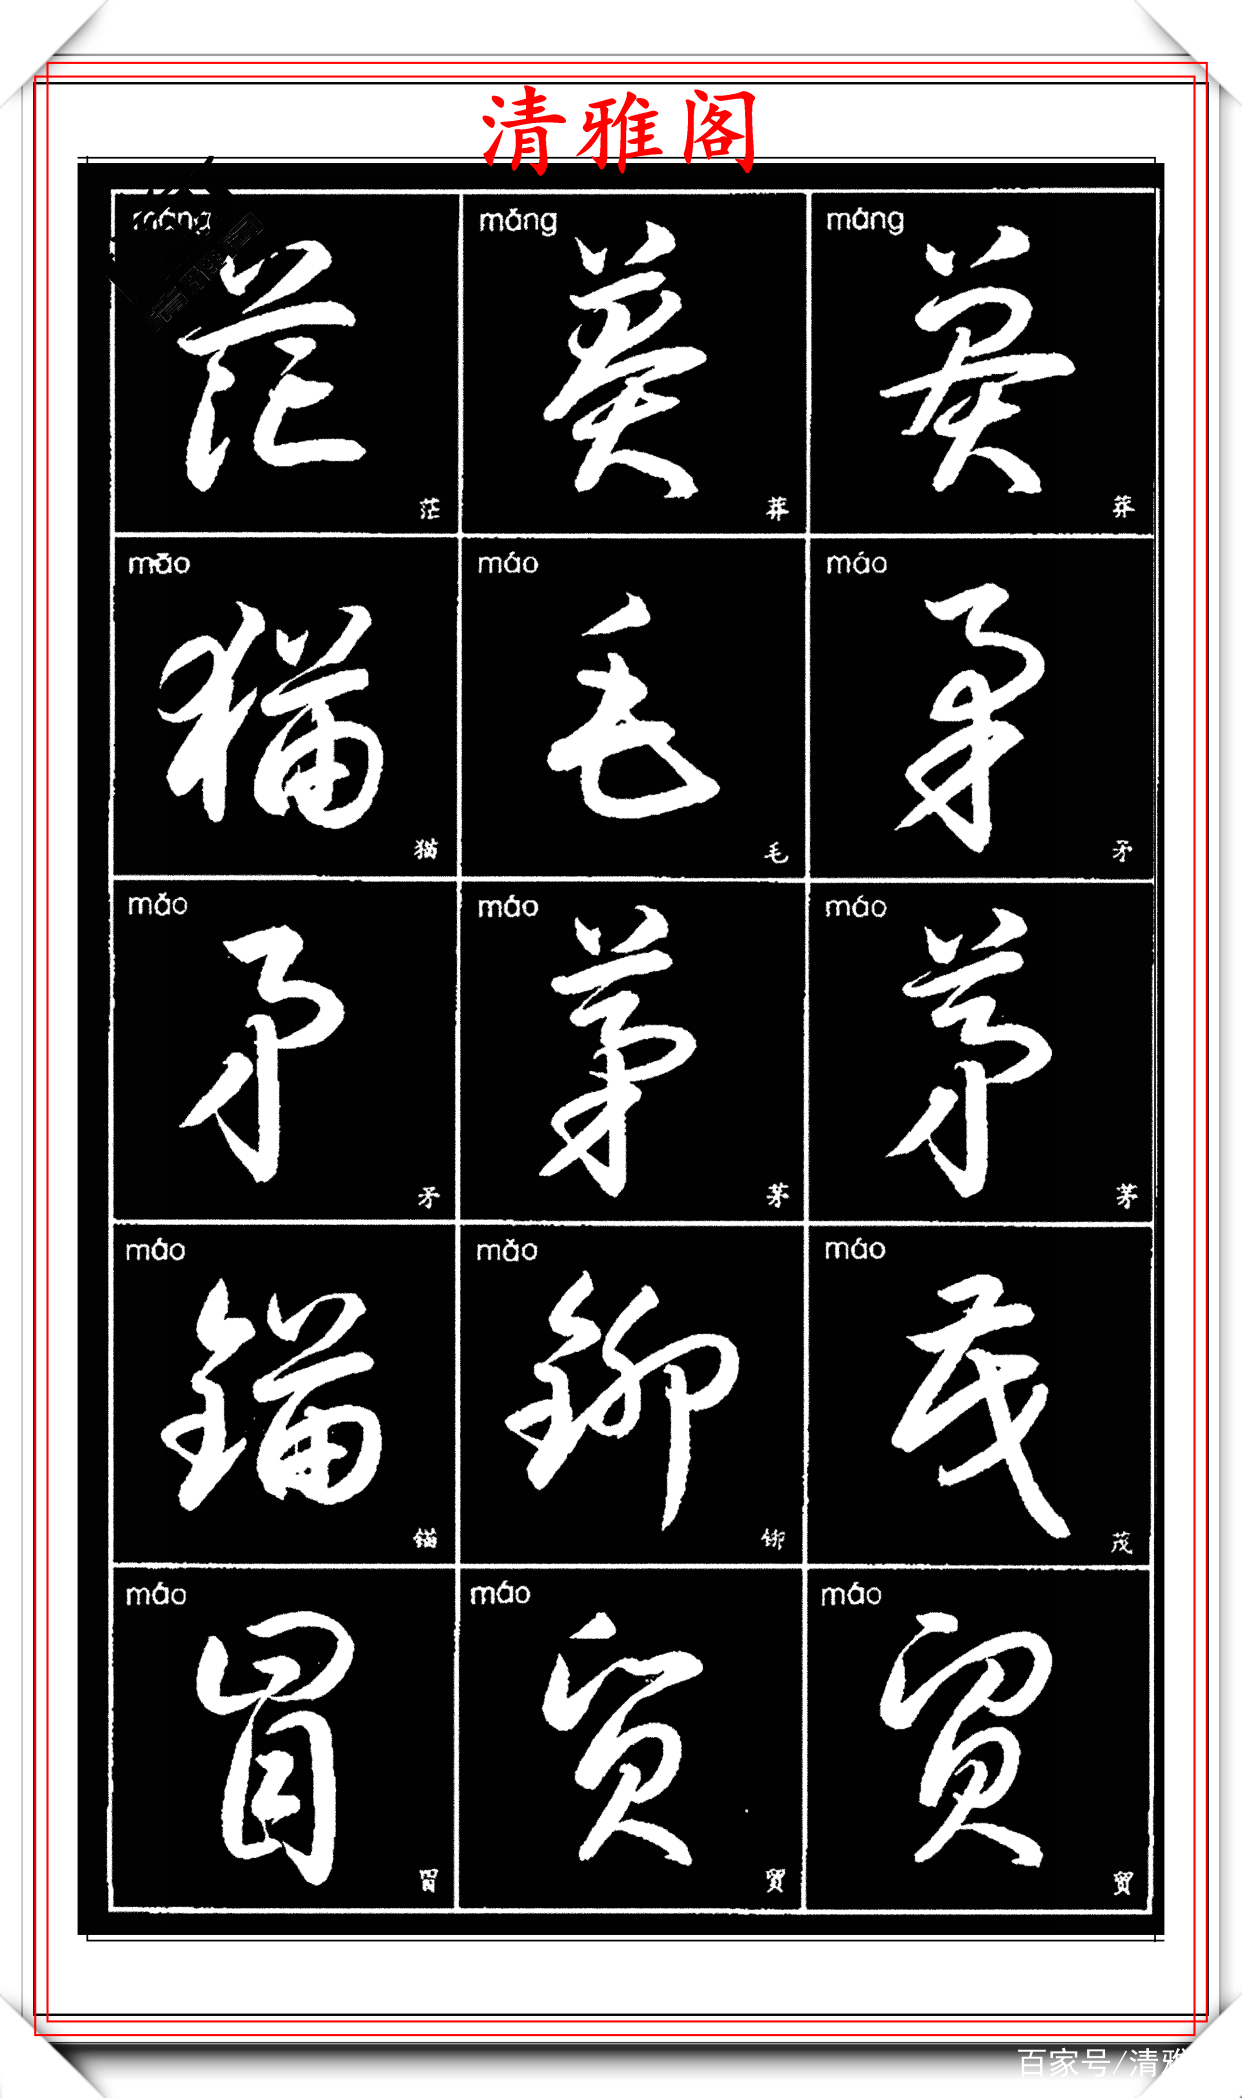 清雅阁
máng mǎng máng
茫 莽 莽
茫 莽 莽
māo máo máo
猫 毛 矛
猫 毛 矛
mǎo máo máo
矛 茅 茅
矛 茅 茅
máo mǎo máo
锚 铆 茂
锚 铆 茂
máo máo máo
冒 贸 贸
冒 贸 贸
百家号/清雅